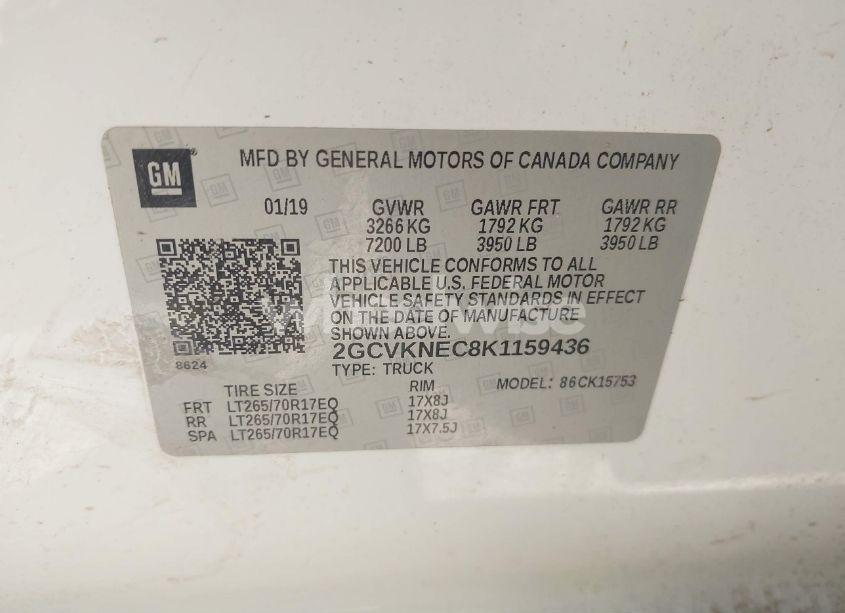 GM
MFD BY GENERAL MOTORS OF CANADA COMPANY
01/19 GVWR GAWR FRT GAWR RR
3266 KG 1792 KG 1792 KG
7200 LB 3950 LB 3950 LB
THIS VEHICLE CONFORMS TO ALL
APPLICABLE U.S. FEDERAL MOTOR
VEHICLE SAFETY STANDARDS IN EFFECT
ON THE DATE OF MANUFACTURE
SHOWN ABOVE.
2GCVKNEC8K1159436
8624
TYPE: TRUCK
TIRE SIZE RIM MODEL: 86CK15753
FRT LT265/70R17EQ 17X8J
RR LT265/70R17EQ 17X8J
SPA LT265/70R17EQ 17X7.5J